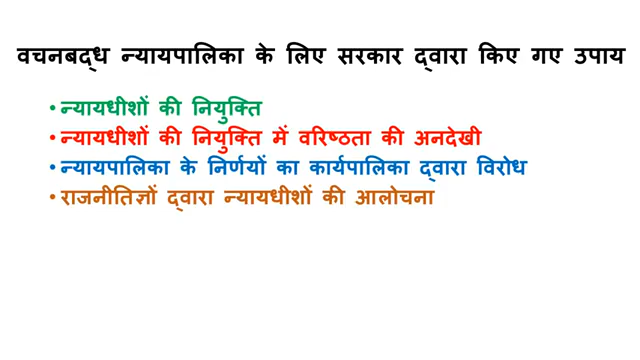 वचनबद्ध न्यायपालिका के लिए सरकार द्वारा किए गए उपाय
• न्यायधीशों की नियुक्ति
• न्यायधीशों की नियुक्ति में वरिष्ठता की अनदेखी
• न्यायपालिका के निर्णयों का कार्यपालिका द्वारा विरोध
• राजनीतिज्ञों द्वारा न्यायधीशों की आलोचना